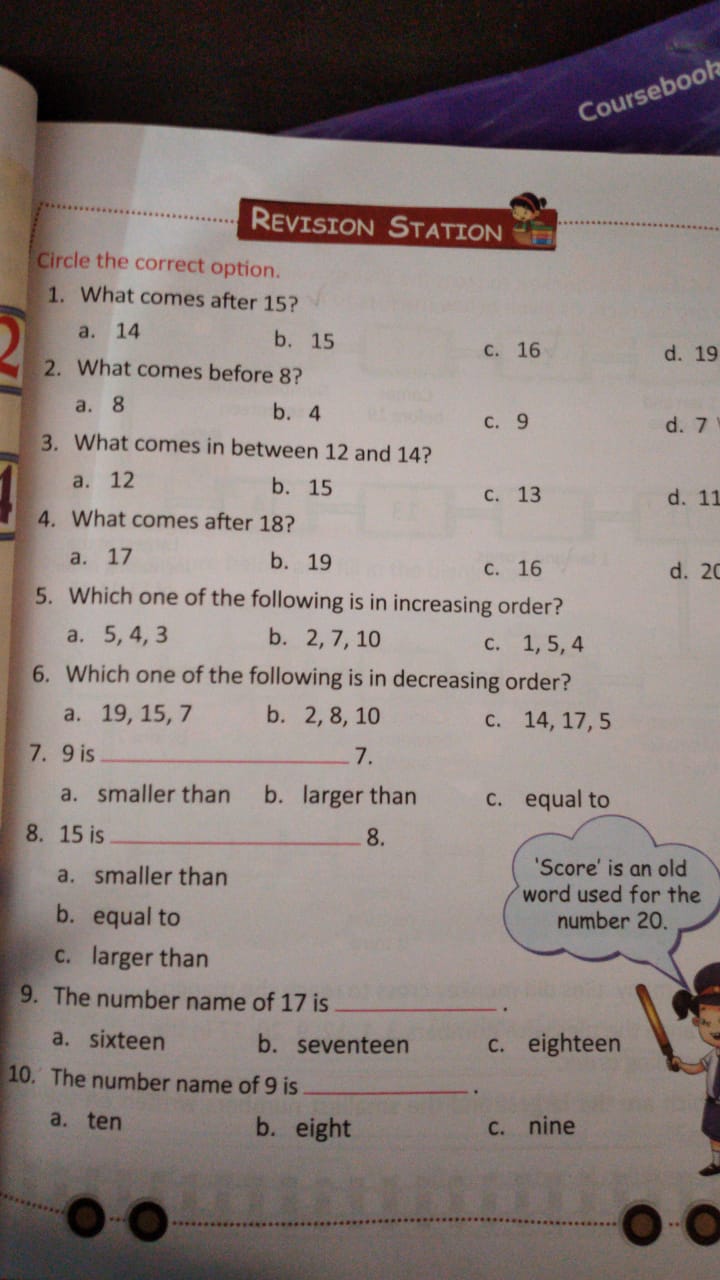 Coursebook
REVISION STATION
Circle the correct option.
1. What comes after 15?
a. 14 b. 15 c. 16 d. 19
2. What comes before 8?
a. 8 b. 4 c. 9 d. 7
3. What comes in between 12 and 14?
a. 12 b. 15 c. 13 d. 11
4. What comes after 18?
a. 17 b. 19 c. 16 d. 20
5. Which one of the following is in increasing order?
a. 5, 4, 3 b. 2, 7, 10 c. 1, 5, 4
6. Which one of the following is in decreasing order?
a. 19, 15, 7 b. 2, 8, 10 c. 14, 17, 5
7. 9 is ____________ 7.
a. smaller than b. larger than c. equal to
8. 15 is ____________ 8.
a. smaller than
b. equal to
c. larger than
'Score' is an old
word used for the
number 20.
9. The number name of 17 is ____________.
a. sixteen b. seventeen c. eighteen
10. The number name of 9 is ____________.
a. ten b. eight c. nine